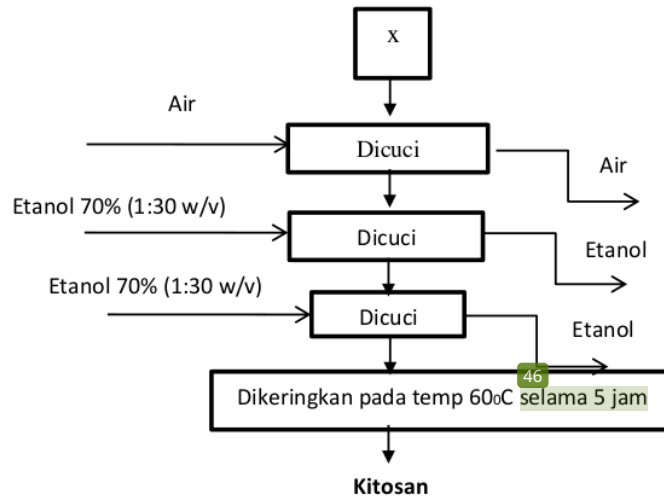 x
Air
Dicuci
Air
Etanol 70% (1:30 w/v)
Dicuci
Etanol
Etanol 70% (1:30 w/v)
Dicuci
Etanol
46
Dikeringkan pada temp 60₀C selama 5 jam
Kitosan